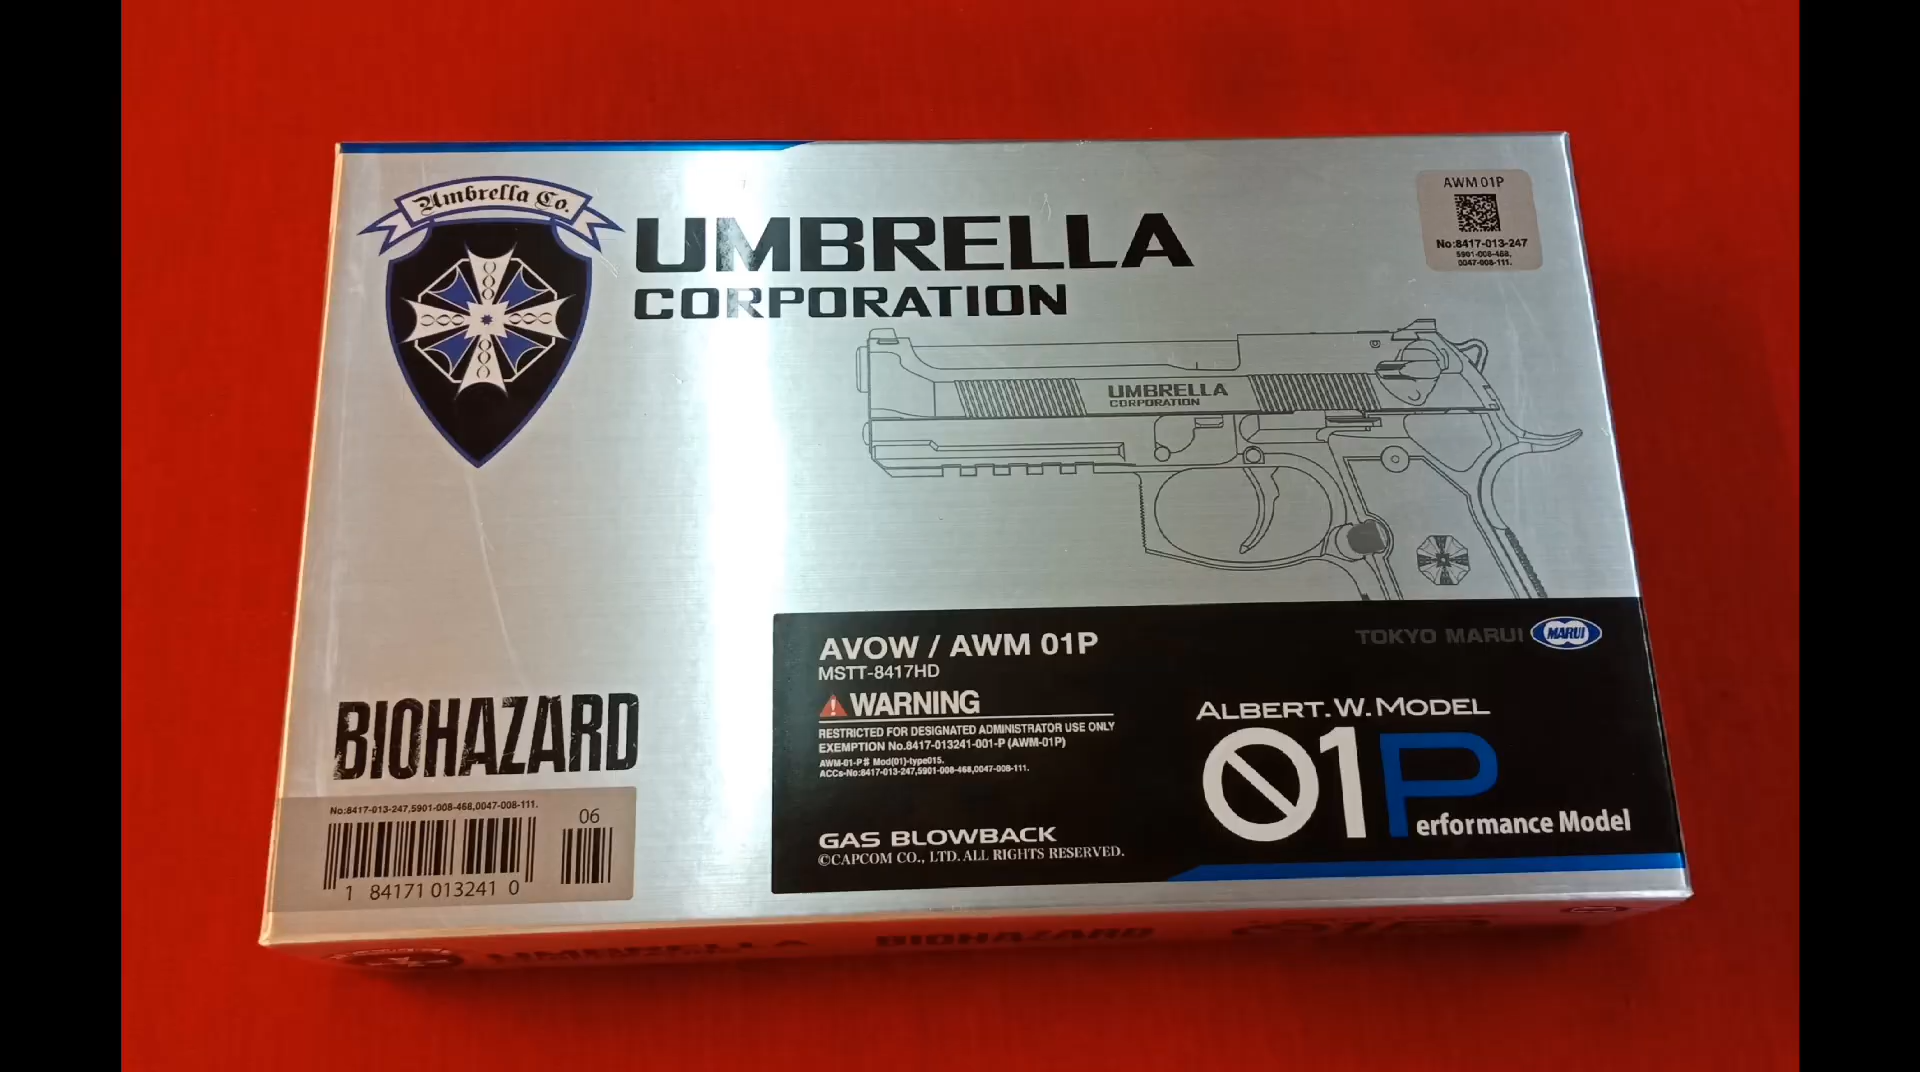 Umbrella Co.
UMBRELLA
CORPORATION
AWM 01P
No:8417-013-247
5901-008-468,
0047-008-111.
UMBRELLA
CORPORATION
BIOHAZARD
No:8417-013-247,5901-008-468,0047-008-111.
06
1 84171 013241 0
AVOW / AWM 01P
MSTT-8417HD
WARNING
RESTRICTED FOR DESIGNATED ADMINISTRATOR USE ONLY
EXEMPTION No.8417-013241-001-P (AWM-01P)
AWM-01-P# Mod(01)-type015.
ACCs-No:8417-013-247,5901-008-468,0047-008-111.
GAS BLOWBACK
©CAPCOM CO., LTD. ALL RIGHTS RESERVED.
TOKYO MARUI MARUI
ALBERT.W.MODEL
01P
erformance Model
UMBRELLA BIOHAZARD 01P